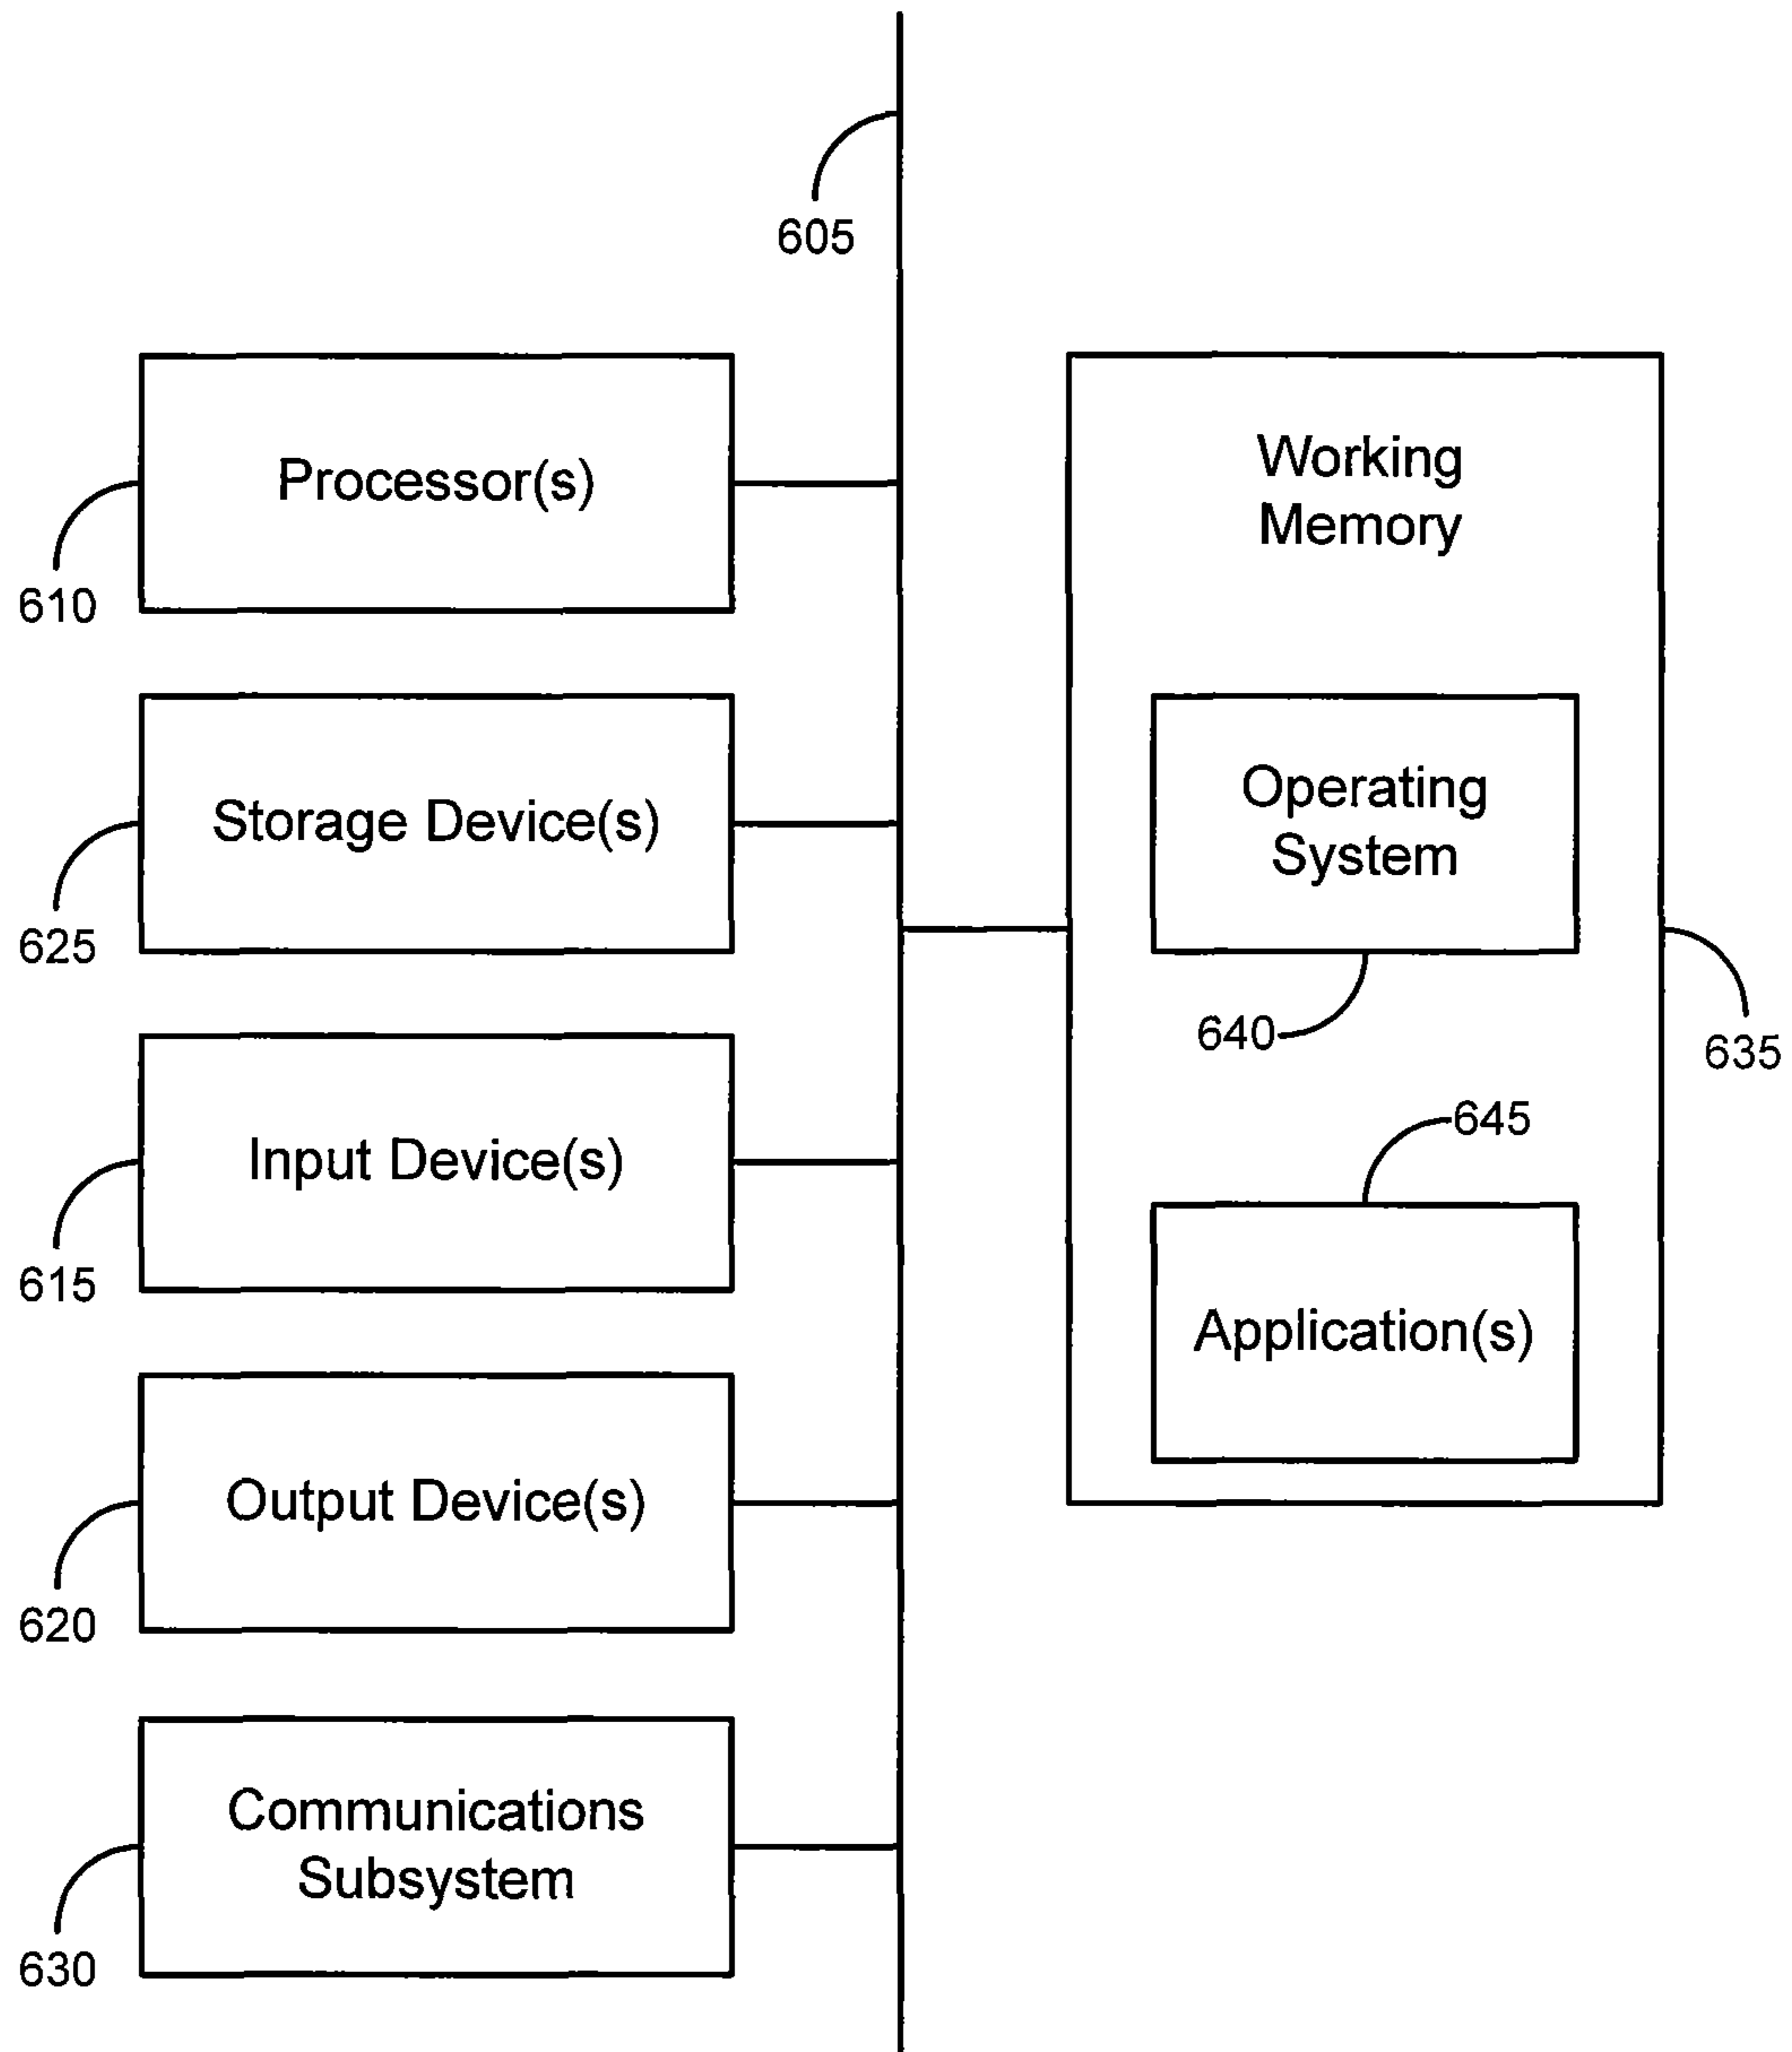 605
Processor(s)
610
Storage Device(s)
625
Input Device(s)
615
Output Device(s)
620
Communications
Subsystem
630
Working
Memory
Operating
System
640
635
645
Application(s)